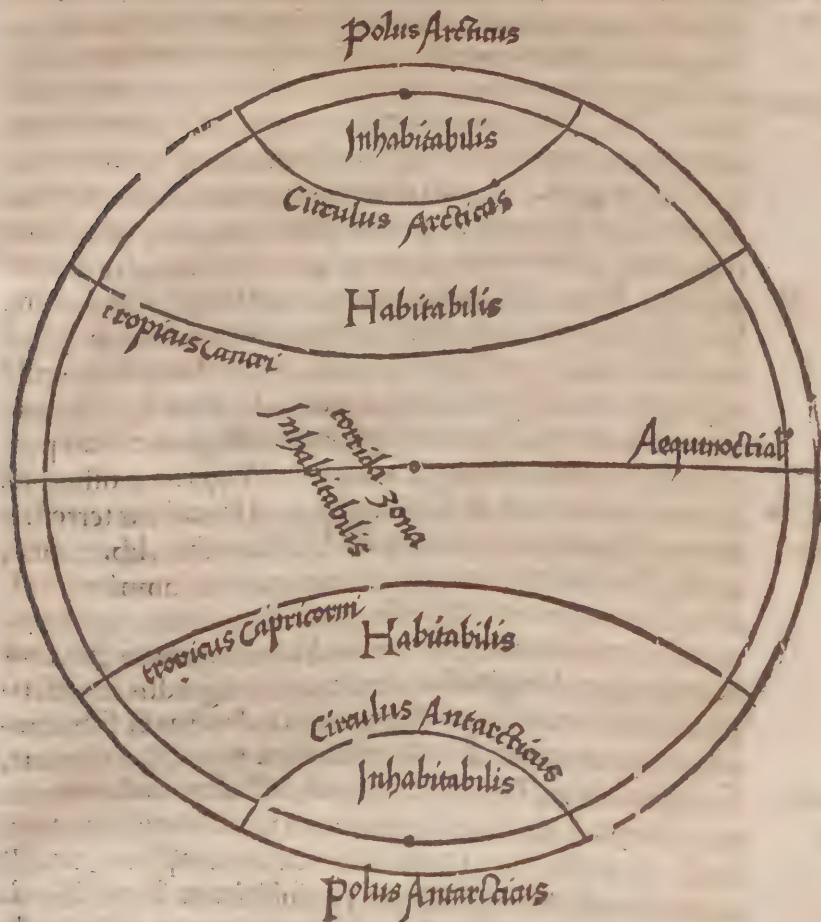 Polus Arcticus
Inhabitabilis
Circulus Arcticus
Habitabilis
tropicus Cancri
torrida zona
Inhabitabilis
Aequinoctial
tropicus Capricorni
Habitabilis
Circulus Antarcticus
Inhabitabilis
Polus Antarcticus